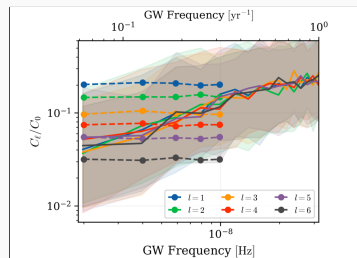 GW Frequency [yr⁻¹]
10⁻¹ 10⁰
C_ℓ/C_0
10⁻¹
10⁻²
l = 1 l = 3 l = 5
l = 2 l = 4 l = 6
10⁻⁸
GW Frequency [Hz]